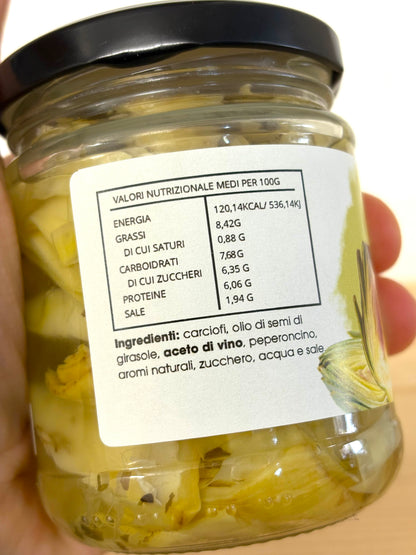 VALORI NUTRIZIONALE MEDI PER 100G
ENERGIA 120,14KCAL/ 536,14KJ
GRASSI 8,42G
DI CUI SATURI 0,88 G
CARBOIDRATI 7,68G
DI CUI ZUCCHERI 6,35 G
PROTEINE 6,06 G
SALE 1,94 G
Ingredienti: carciofi, olio di semi di
girasole, aceto di vino, peperoncino,
aromi naturali, zucchero, acqua e sale